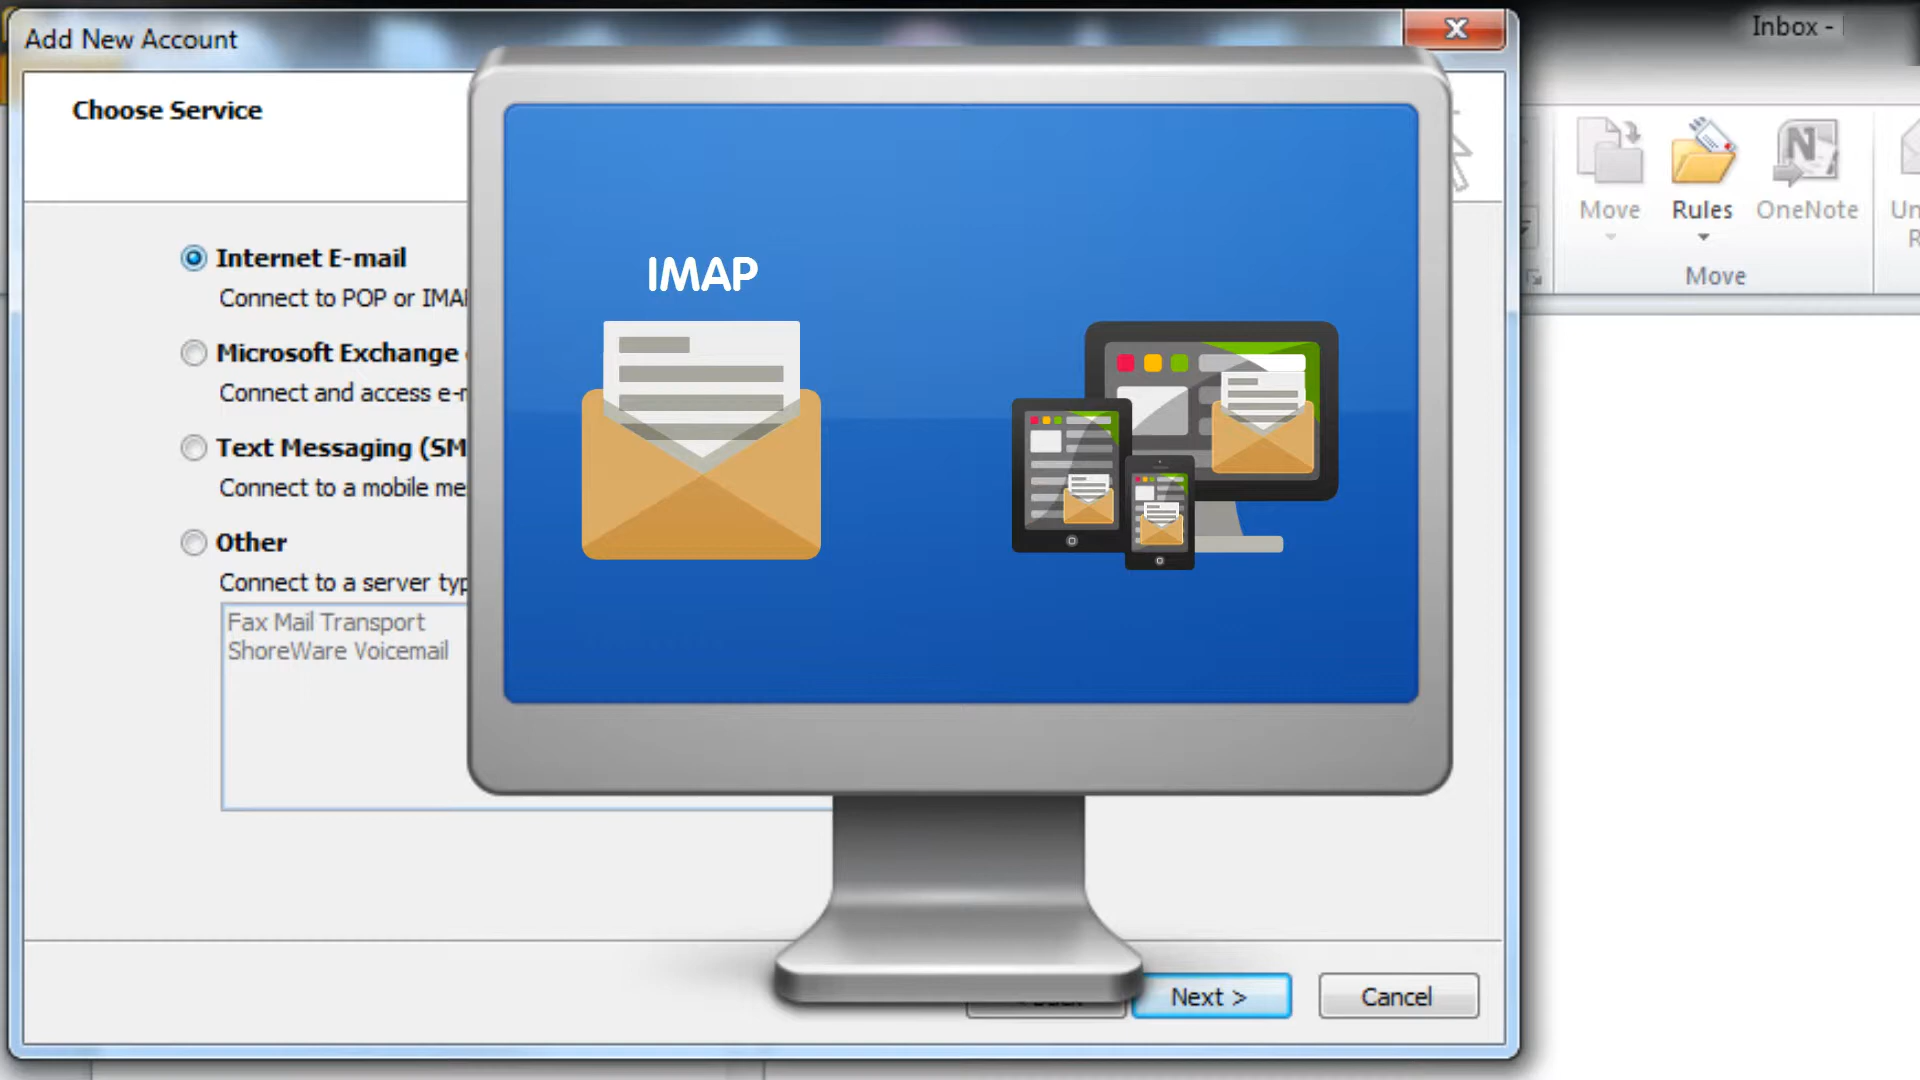 Add New Account
Inbox -
Choose Service
Internet E-mail
Connect to POP or IMAP
Microsoft Exchange
Connect and access e-
Text Messaging (SM
Connect to a mobile me
Other
Connect to a server typ
Fax Mail Transport
ShoreWare Voicemail
IMAP
Move
Rules
OneNote
Un
R
Move
Next >
Cancel